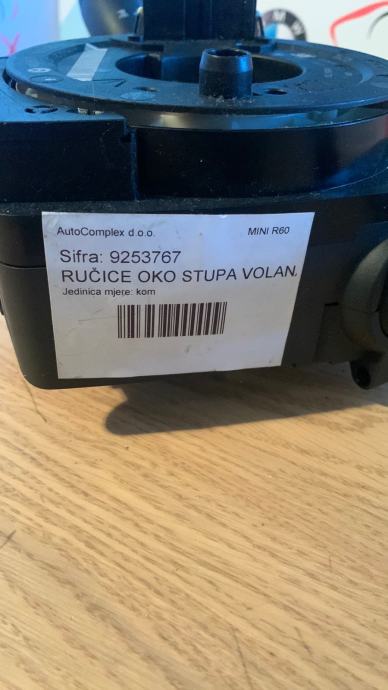 AutoComplex d.o.o. MINI R60
Sifra: 9253767
RUČICE OKO STUPA VOLAN.
Jedinica mjere: kom